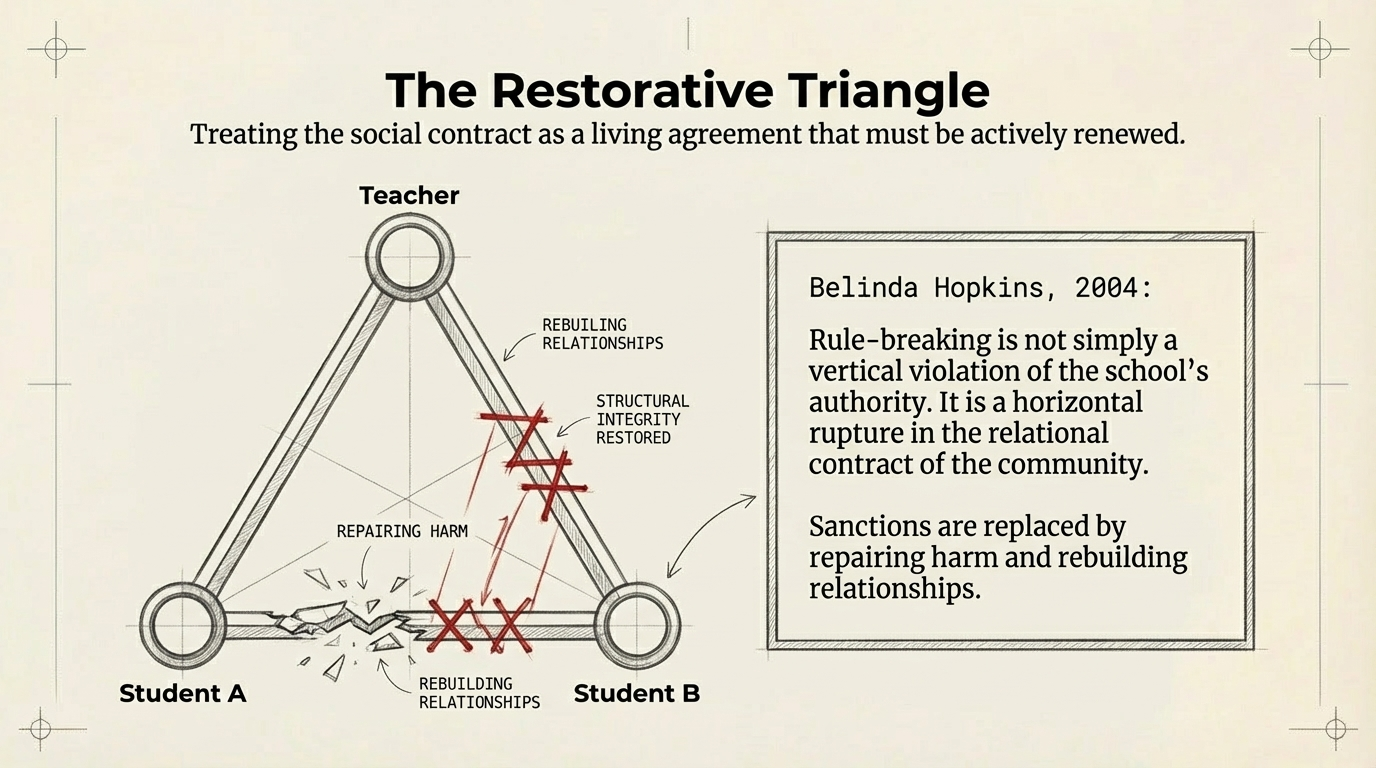 The Restorative Triangle
Treating the social contract as a living agreement that must be actively renewed.
Teacher
REBUILING
RELATIONSHIPS
STRUCTURAL
INTEGRITY
RESTORED
REPAIRING HARM
REBUILDING
RELATIONSHIPS
Student A
Student B
Belinda Hopkins, 2004:
Rule-breaking is not simply a
vertical violation of the school’s
authority. It is a horizontal
rupture in the relational
contract of the community.
Sanctions are replaced by
repairing harm and rebuilding
relationships.